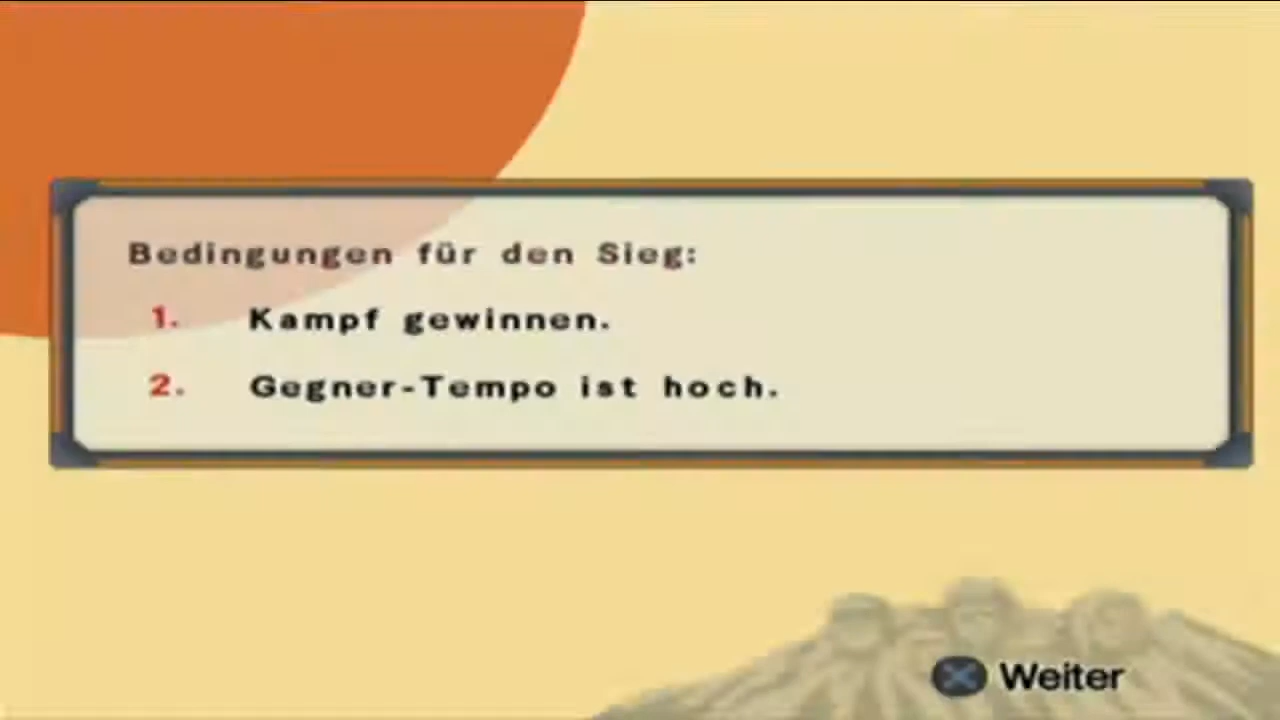 Bedingungen für den Sieg:
1. Kampf gewinnen.
2. Gegner-Tempo ist hoch.
Weiter